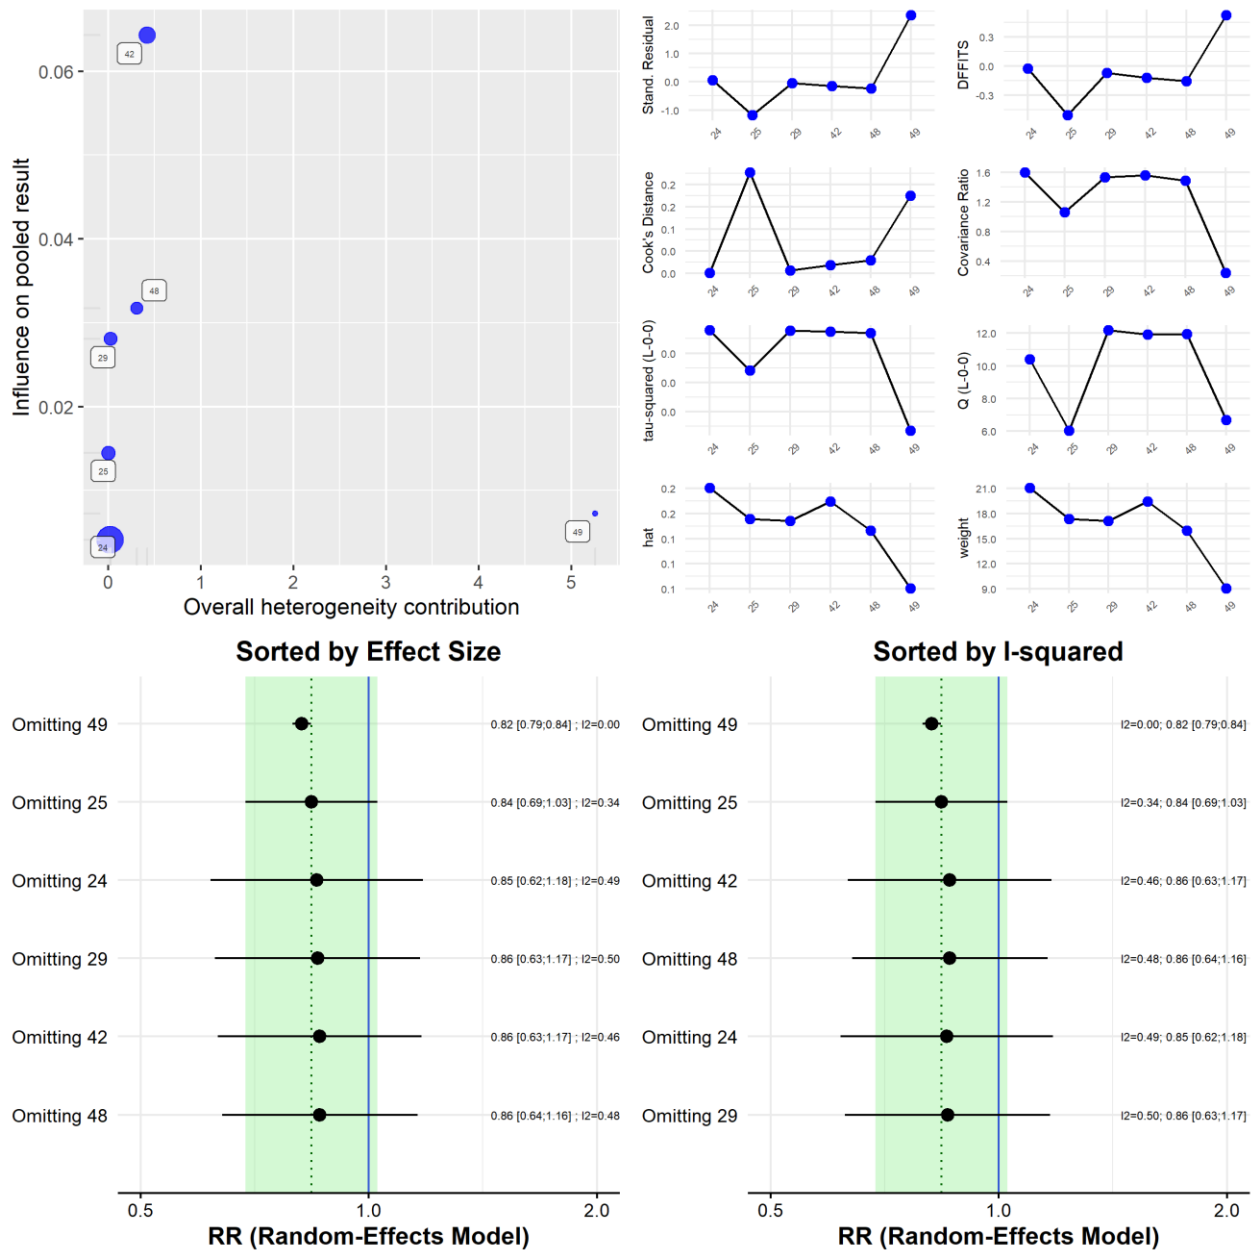 Influence on pooled result
0.06
0.04
0.02
42
48
29
25
24
49
0 1 2 3 4 5
Overall heterogeneity contribution
Stand. Residual
2.0
1.0
0.0
-1.0
24 25 29 42 48 49
DFFITS
0.3
0.0
-0.3
24 25 29 42 48 49
Cook's Distance
0.2
0.2
0.1
0.0
0.0
24 25 29 42 48 49
Covariance Ratio
1.6
1.2
0.8
0.4
24 25 29 42 48 49
tau-squared (L-0-0)
0.0
0.0
0.0
24 25 29 42 48 49
Q (L-0-0)
12.0
10.0
8.0
6.0
24 25 29 42 48 49
hat
0.2
0.2
0.1
0.1
0.1
24 25 29 42 48 49
weight
21.0
18.0
15.0
12.0
9.0
24 25 29 42 48 49
Sorted by Effect Size
Omitting 49 0.82 [0.79;0.84] ; I2=0.00
Omitting 25 0.84 [0.69;1.03] ; I2=0.34
Omitting 24 0.85 [0.62;1.18] ; I2=0.49
Omitting 29 0.86 [0.63;1.17] ; I2=0.50
Omitting 42 0.86 [0.63;1.17] ; I2=0.46
Omitting 48 0.86 [0.64;1.16] ; I2=0.48
0.5 1.0 2.0
RR (Random-Effects Model)
Sorted by I-squared
Omitting 49 I2=0.00; 0.82 [0.79;0.84]
Omitting 25 I2=0.34; 0.84 [0.69;1.03]
Omitting 42 I2=0.46; 0.86 [0.63;1.17]
Omitting 48 I2=0.48; 0.86 [0.64;1.16]
Omitting 24 I2=0.49; 0.85 [0.62;1.18]
Omitting 29 I2=0.50; 0.86 [0.63;1.17]
0.5 1.0 2.0
RR (Random-Effects Model)